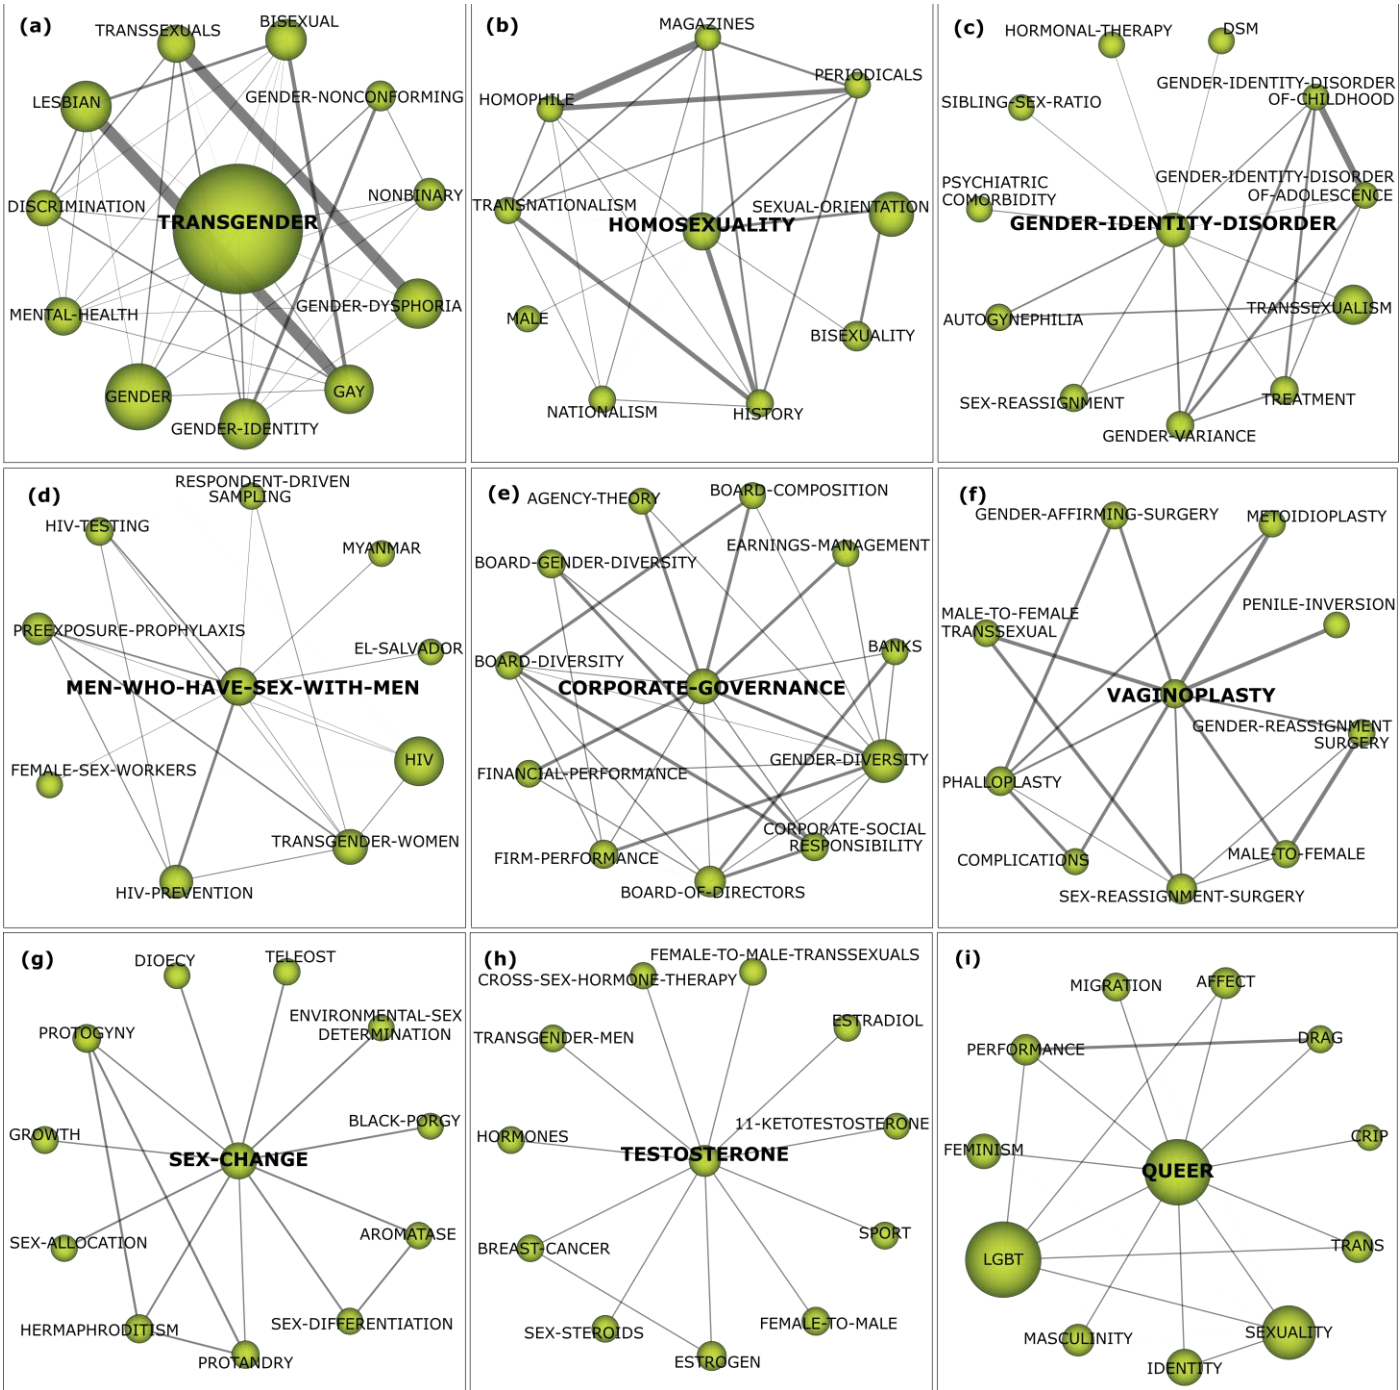 (a)
BISEXUAL
TRANSSEXUALS
LESBIAN
GENDER-NONCONFORMING
DISCRIMINATION
NONBINARY
TRANSGENDER
MENTAL-HEALTH
GENDER-DYSPHORIA
GENDER
GAY
GENDER-IDENTITY
(b)
MAGAZINES
PERIODICALS
HOMOPHILE
TRANSNATIONALISM
SEXUAL-ORIENTATION
HOMOSEXUALITY
MALE
BISEXUALITY
NATIONALISM
HISTORY
(c)
HORMONAL-THERAPY
DSM
GENDER-IDENTITY-DISORDER
OF-CHILDHOOD
SIBLING-SEX-RATIO
GENDER-IDENTITY-DISORDER
OF-ADOLESCENCE
PSYCHIATRIC
COMORBIDITY
GENDER-IDENTITY-DISORDER
TRANSSEXUALISM
AUTOGYNEPHILIA
SEX-REASSIGNMENT
TREATMENT
GENDER-VARIANCE
(d)
RESPONDENT-DRIVEN
SAMPLING
HIV-TESTING
MYANMAR
PREEXPOSURE-PROPHYLAXIS
EL-SALVADOR
MEN-WHO-HAVE-SEX-WITH-MEN
HIV
FEMALE-SEX-WORKERS
TRANSGENDER-WOMEN
HIV-PREVENTION
(e)
AGENCY-THEORY
BOARD-COMPOSITION
EARNINGS-MANAGEMENT
BOARD-GENDER-DIVERSITY
BANKS
BOARD-DIVERSITY
CORPORATE-GOVERNANCE
GENDER-DIVERSITY
FINANCIAL-PERFORMANCE
CORPORATE-SOCIAL
RESPONSIBILITY
FIRM-PERFORMANCE
BOARD-OF-DIRECTORS
(f)
GENDER-AFFIRMING-SURGERY
METOIDIOPLASTY
PENILE-INVERSION
MALE-TO-FEMALE
TRANSSEXUAL
VAGINOPLASTY
GENDER-REASSIGNMENT
SURGERY
PHALLOPLASTY
COMPLICATIONS
MALE-TO-FEMALE
SEX-REASSIGNMENT-SURGERY
(g)
DIOECY
TELEOST
ENVIRONMENTAL-SEX
DETERMINATION
PROTOGYNY
BLACK-PORGY
GROWTH
SEX-CHANGE
AROMATASE
SEX-ALLOCATION
SEX-DIFFERENTIATION
HERMAPHRODITISM
PROTANDRY
(h)
FEMALE-TO-MALE-TRANSSEXUALS
CROSS-SEX-HORMONE-THERAPY
ESTRADIOL
TRANSGENDER-MEN
11-KETOTESTOSTERONE
HORMONES
TESTOSTERONE
SPORT
BREAST-CANCER
FEMALE-TO-MALE
SEX-STEROIDS
ESTROGEN
(i)
MIGRATION
AFFECT
DRAG
PERFORMANCE
CRIP
FEMINISM
QUEER
TRANS
LGBT
SEXUALITY
MASCULINITY
IDENTITY